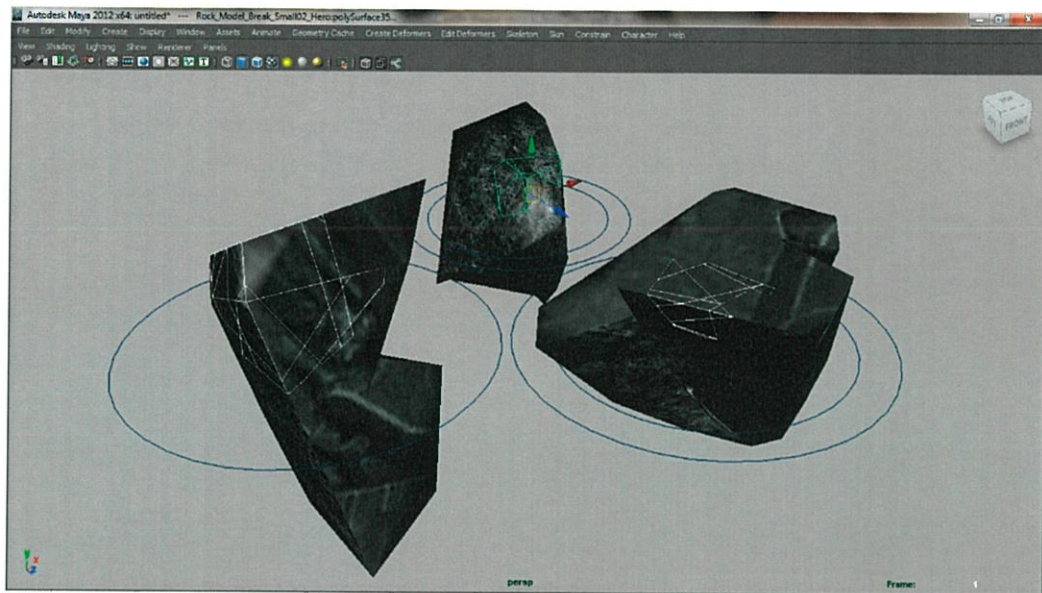 Autodesk Maya 2012 x64: untitled* --- Rock_Model_Break_Small02_Hero:polySurface35...
File Edit Modify Create Display Window Assets Animate Geometry Cache Create Deformers Edit Deformers Skeleton Skin Constrain Character Help
View Shading Lighting Show Renderer Panels
FRONT
persp
Frame: 1